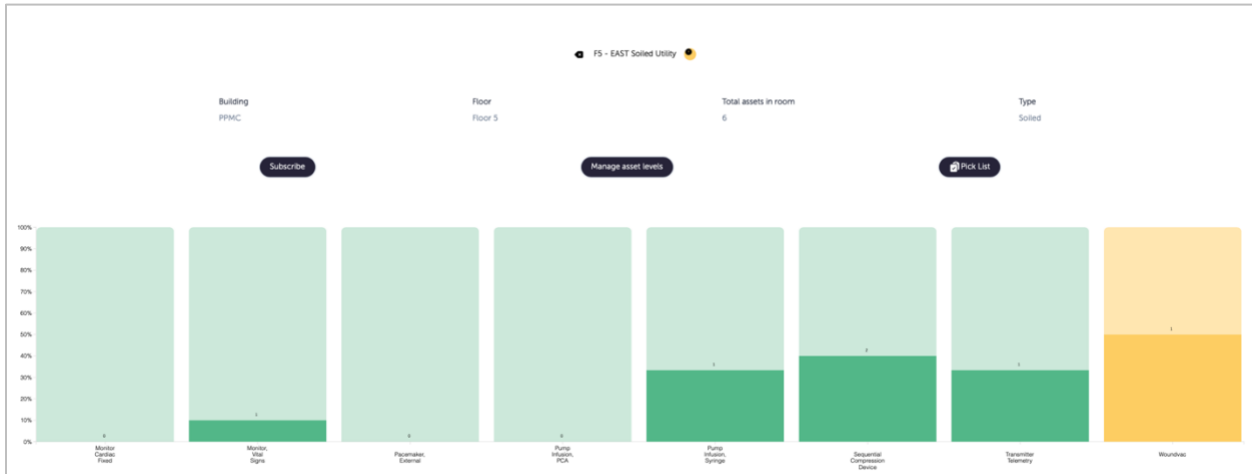 F5 - EAST Soiled Utility
Building
Floor
Total assets in room
Type
PPMC
Floor 5
6
Soiled
Subscribe
Manage asset levels
Pick List
100%
90%
80%
70%
60%
50%
40%
30%
20%
10%
0%
0
1
0
0
1
2
1
1
Monitor
Cardiac
Fixed
Monitor,
Vital
Signs
Pacemaker,
External
Pump
Infusion,
PCA
Pump
Infusion,
Syringe
Sequential
Compression
Device
Transmitter
Telemetry
Woundvac